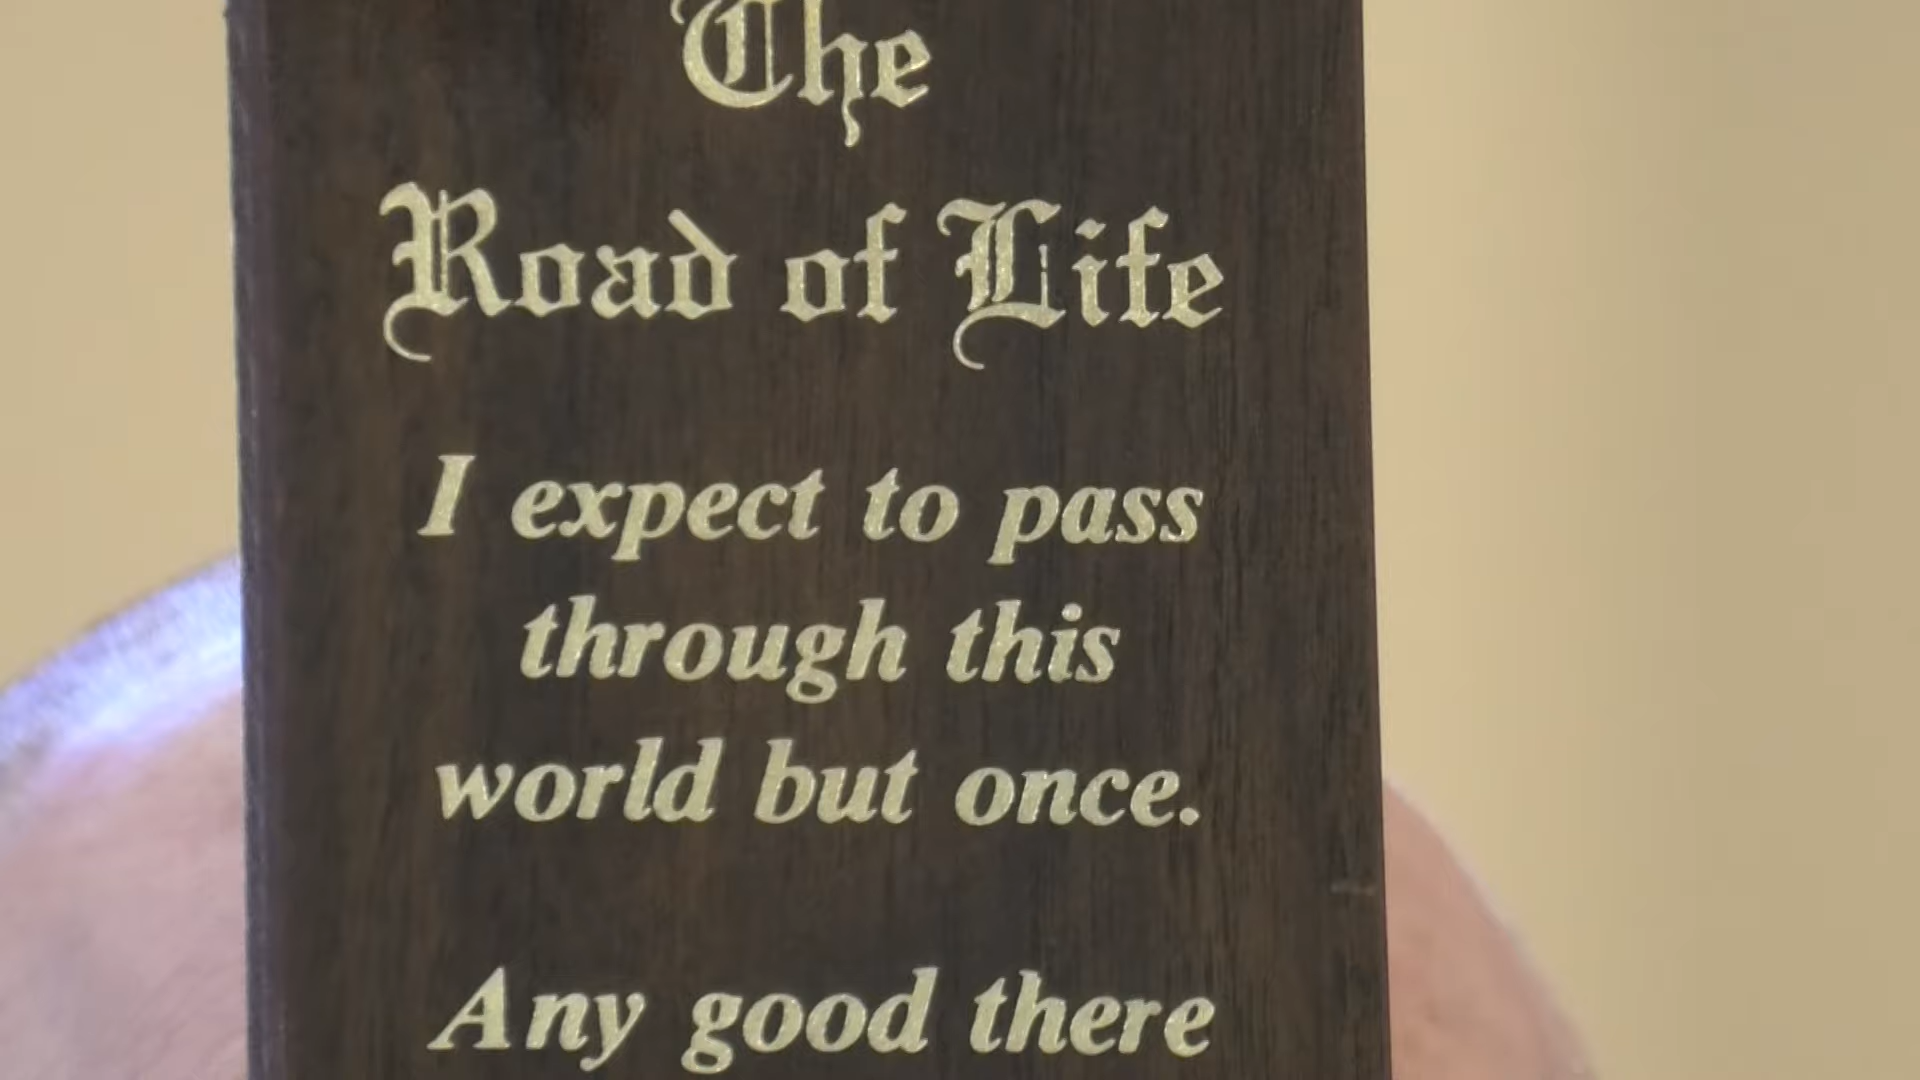 The
Road of Life
I expect to pass
through this
world but once.
Any good there